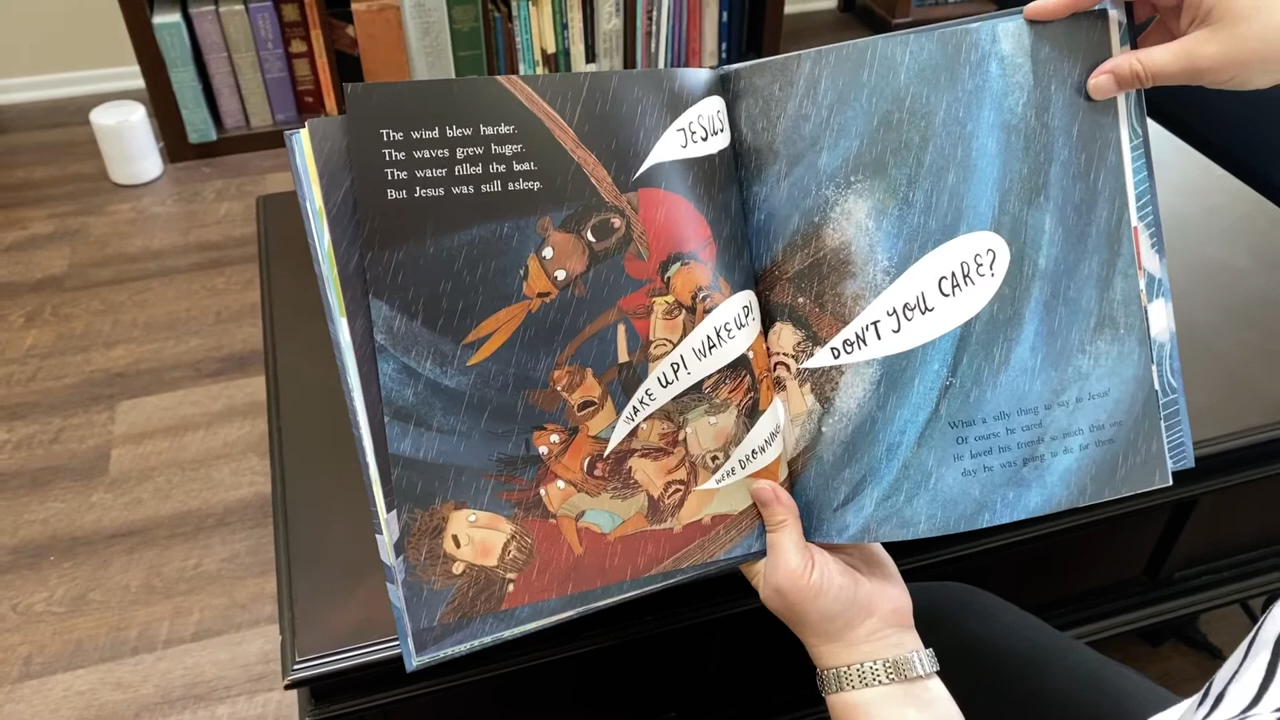 The wind blew harder.
The waves grew huger.
The water filled the boat.
But Jesus was still asleep.
JESUS!
WAKE UP! WAKE UP!
WE'RE DROWNING
DON'T YOU CARE?
What a silly thing to say to Jesus!
Of course he cared.
He loved his friends so much that one
day he was going to die for them.